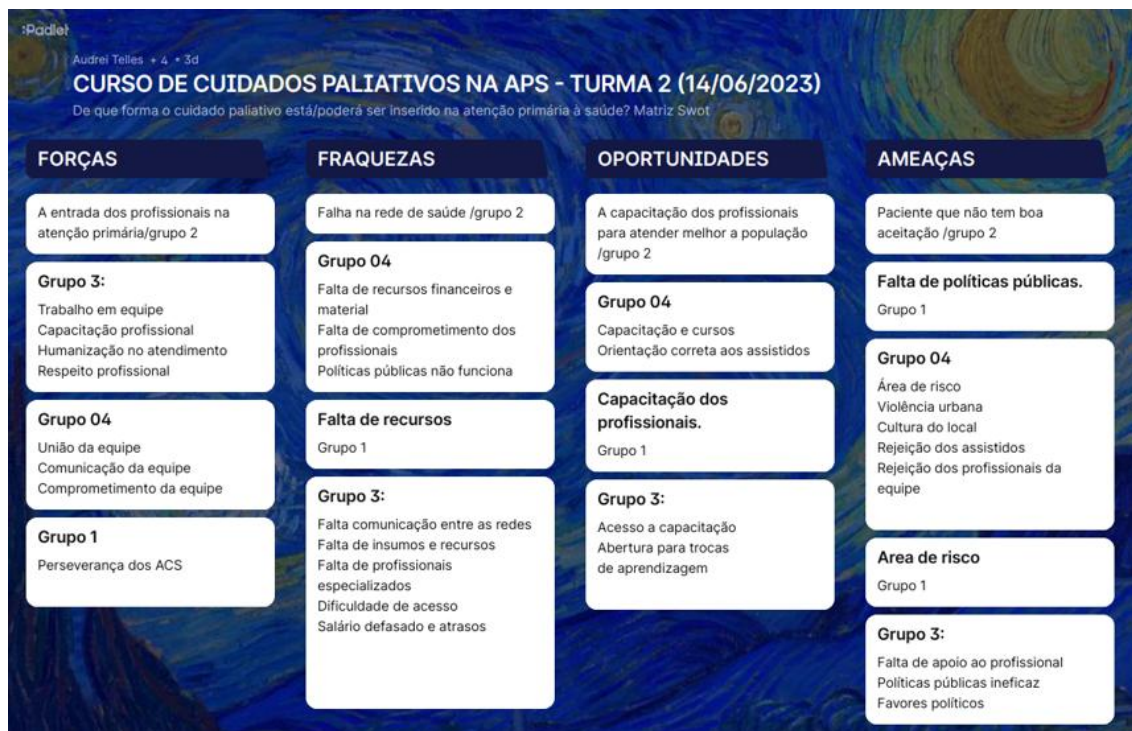 :Padlet
Audrei Telles + 4 • 3d
CURSO DE CUIDADOS PALIATIVOS NA APS - TURMA 2 (14/06/2023)
De que forma o cuidado paliativo está/poderá ser inserido na atenção primária à saúde? Matriz Swot
FORÇAS
A entrada dos profissionais na
atenção primária/grupo 2
Grupo 3:
Trabalho em equipe
Capacitação profissional
Humanização no atendimento
Respeito profissional
Grupo 04
União da equipe
Comunicação da equipe
Comprometimento da equipe
Grupo 1
Perseverança dos ACS
FRAQUEZAS
Falha na rede de saúde /grupo 2
Grupo 04
Falta de recursos financeiros e
material
Falta de comprometimento dos
profissionais
Políticas públicas não funciona
Falta de recursos
Grupo 1
Grupo 3:
Falta comunicação entre as redes
Falta de insumos e recursos
Falta de profissionais
especializados
Dificuldade de acesso
Salário defasado e atrasos
OPORTUNIDADES
A capacitação dos profissionais
para atender melhor a população
/grupo 2
Grupo 04
Capacitação e cursos
Orientação correta aos assistidos
Capacitação dos
profissionais.
Grupo 1
Grupo 3:
Acesso a capacitação
Abertura para trocas
de aprendizagem
AMEAÇAS
Paciente que não tem boa
aceitação /grupo 2
Falta de políticas públicas.
Grupo 1
Grupo 04
Área de risco
Violência urbana
Cultura do local
Rejeição dos assistidos
Rejeição dos profissionais da
equipe
Area de risco
Grupo 1
Grupo 3:
Falta de apoio ao profissional
Políticas públicas ineficaz
Favores políticos